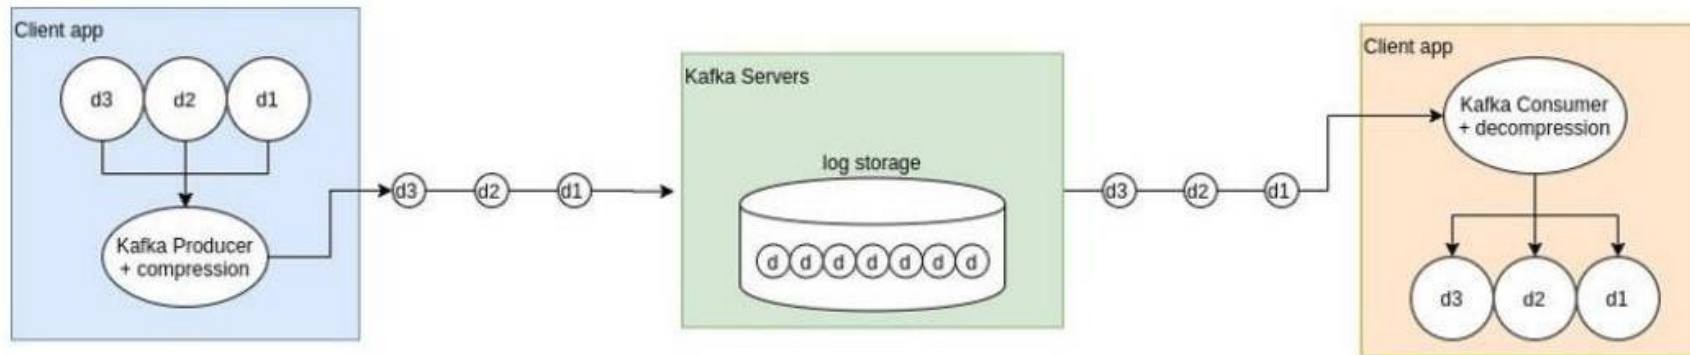 Client app
d3 d2 d1
Kafka Producer
+ compression
d3 d2 d1
Kafka Servers
log storage
d d d d d d d
d3 d2 d1
Client app
Kafka Consumer
+ decompression
d3 d2 d1